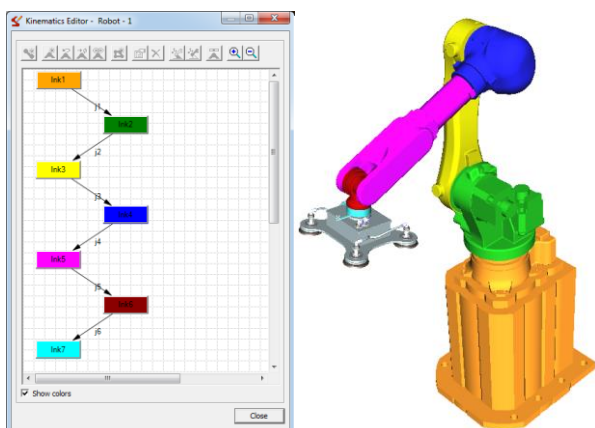 Kinematics Editor - Robot - 1
lnk1
j1
lnk2
j2
lnk3
j3
lnk4
j4
lnk5
j5
lnk6
j6
lnk7
Show colors
Close